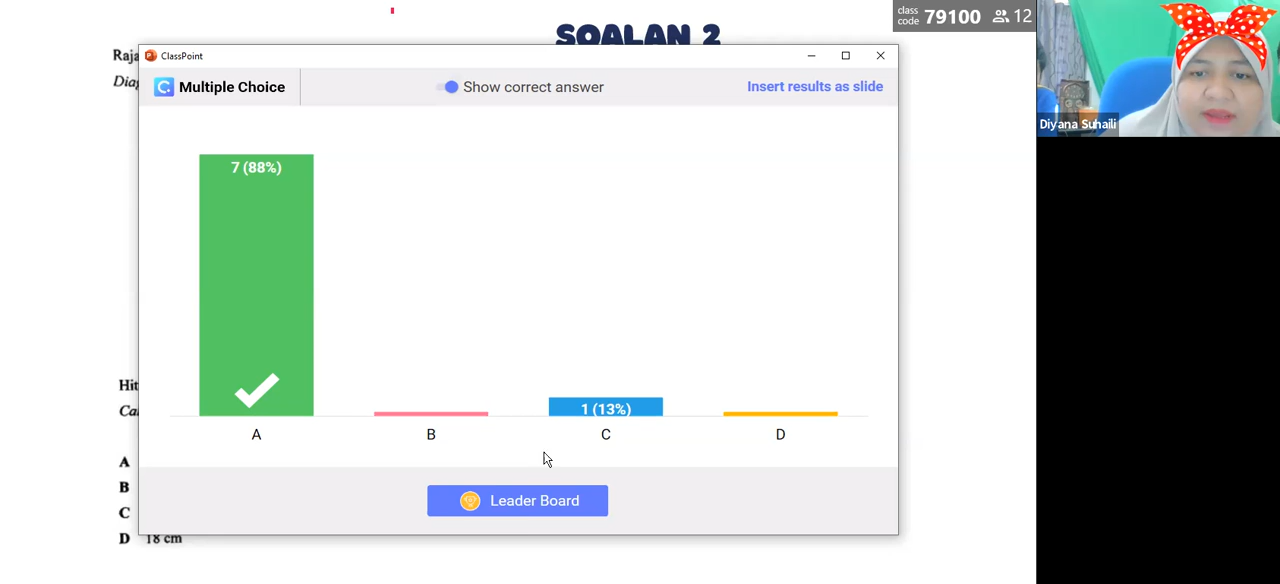 SOALAN 2
class code 79100 12
Raja
Diag
ClassPoint
C Multiple Choice
Show correct answer
Insert results as slide
Diyana Suhaili
7 (88%)
1 (13%)
A B C D
Hit
Ca
Leader Board
A
B
C
D 18 cm